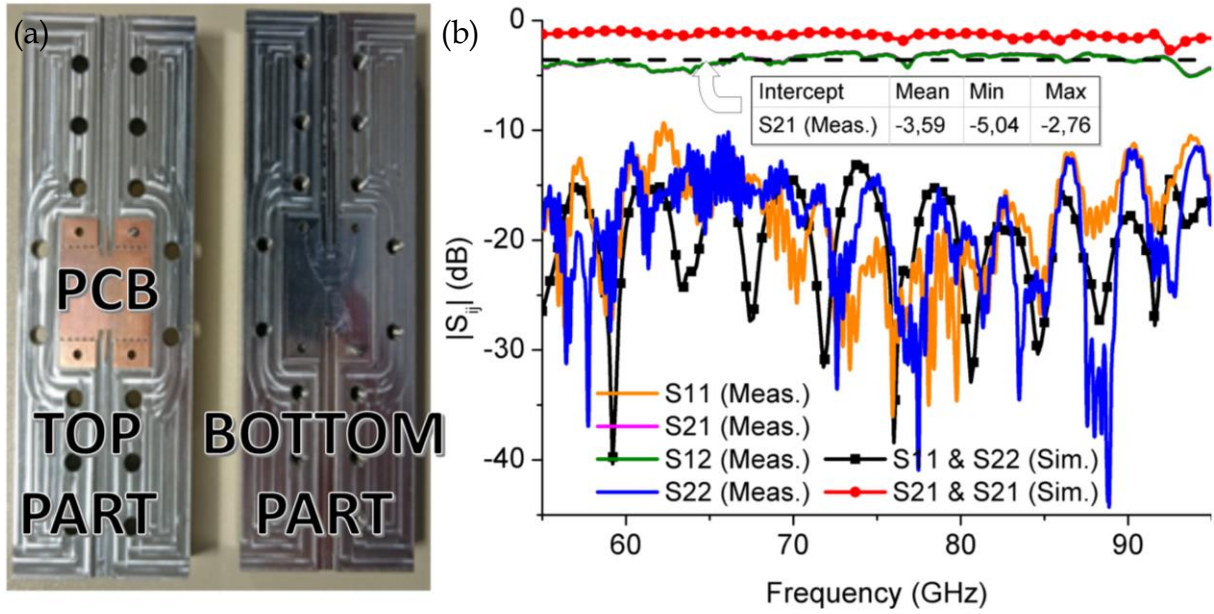 (a)
PCB
TOP BOTTOM
PART PART
(b)
0
-10
-20
-30
-40
|Sij| (dB)
Intercept Mean Min Max
S21 (Meas.) -3,59 -5,04 -2,76
S11 (Meas.)
S21 (Meas.)
S12 (Meas.) S11 & S22 (Sim.)
S22 (Meas.) S21 & S21 (Sim.)
60 70 80 90
Frequency (GHz)